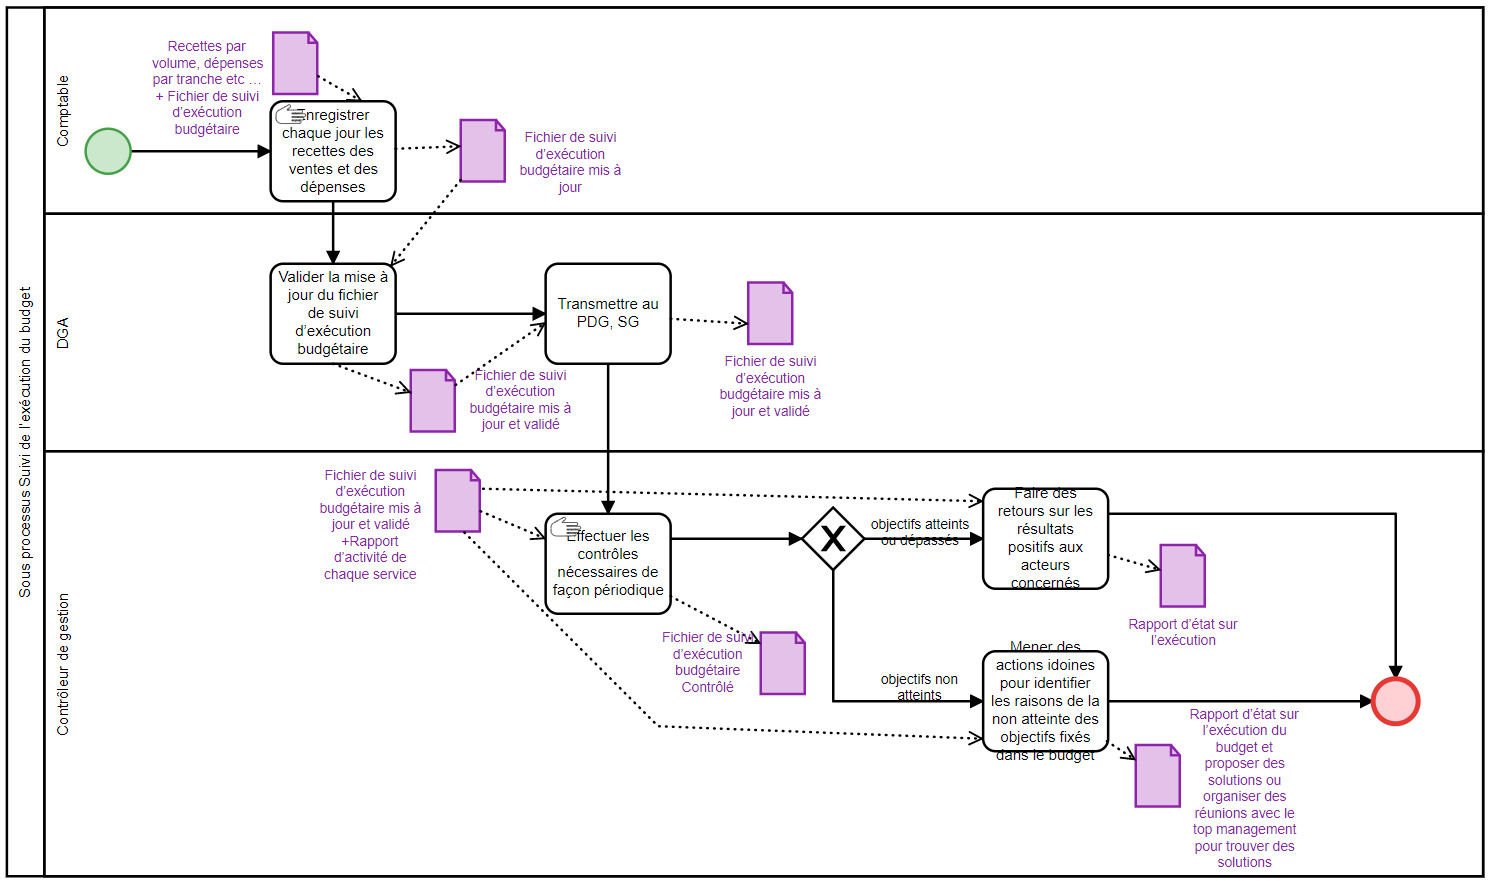 Sous processus Suivi de l'exécution du budget
Comptable
Recettes par
volume, dépenses
par tranche etc …
+ Fichier de suivi
d'exécution
budgétaire
Enregistrer
chaque jour les
recettes des
ventes et des
dépenses
Fichier de suivi
d'exécution
budgétaire mis à
jour
DGA
Valider la mise à
jour du fichier
de suivi
d'exécution
budgétaire
Transmettre au
PDG, SG
Fichier de suivi
d'exécution
budgétaire mis à
jour et validé
Fichier de suivi
d'exécution
budgétaire mis à
jour et validé
Contrôleur de gestion
Fichier de suivi
d'exécution
budgétaire mis à
jour et validé
+Rapport
d'activité de
chaque service
Effectuer les
contrôles
nécessaires de
façon périodique
Fichier de suivi
d'exécution
budgétaire
Contrôlé
objectifs atteints
ou dépassés
Faire des
retours sur les
résultats
positifs aux
acteurs
concernés
Rapport d'état sur
l'exécution
objectifs non
atteints
Mener des
actions idoines
pour identifier
les raisons de la
non atteinte des
objectifs fixés
dans le budget
Rapport d'état sur
l'exécution du
budget et
proposer des
solutions ou
organiser des
réunions avec le
top management
pour trouver des
solutions